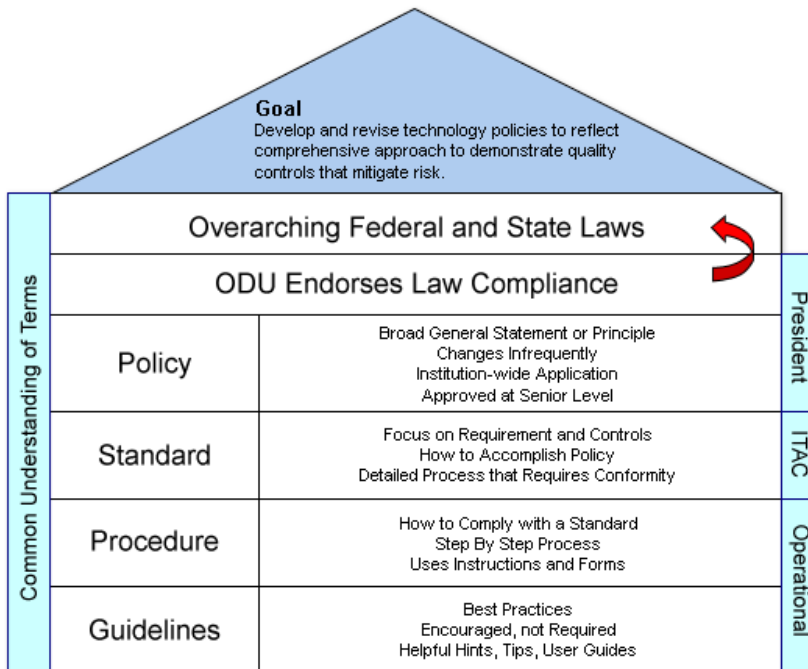 Goal
Develop and revise technology policies to reflect
comprehensive approach to demonstrate quality
controls that mitigate risk.
Common Understanding of Terms
Overarching Federal and State Laws
ODU Endorses Law Compliance
President
Policy
Broad General Statement or Principle
Changes Infrequently
Institution-wide Application
Approved at Senior Level
Standard
Focus on Requirement and Controls
How to Accomplish Policy
Detailed Process that Requires Conformity
ITAC
Procedure
How to Comply with a Standard
Step By Step Process
Uses Instructions and Forms
Operational
Guidelines
Best Practices
Encouraged, not Required
Helpful Hints, Tips, User Guides